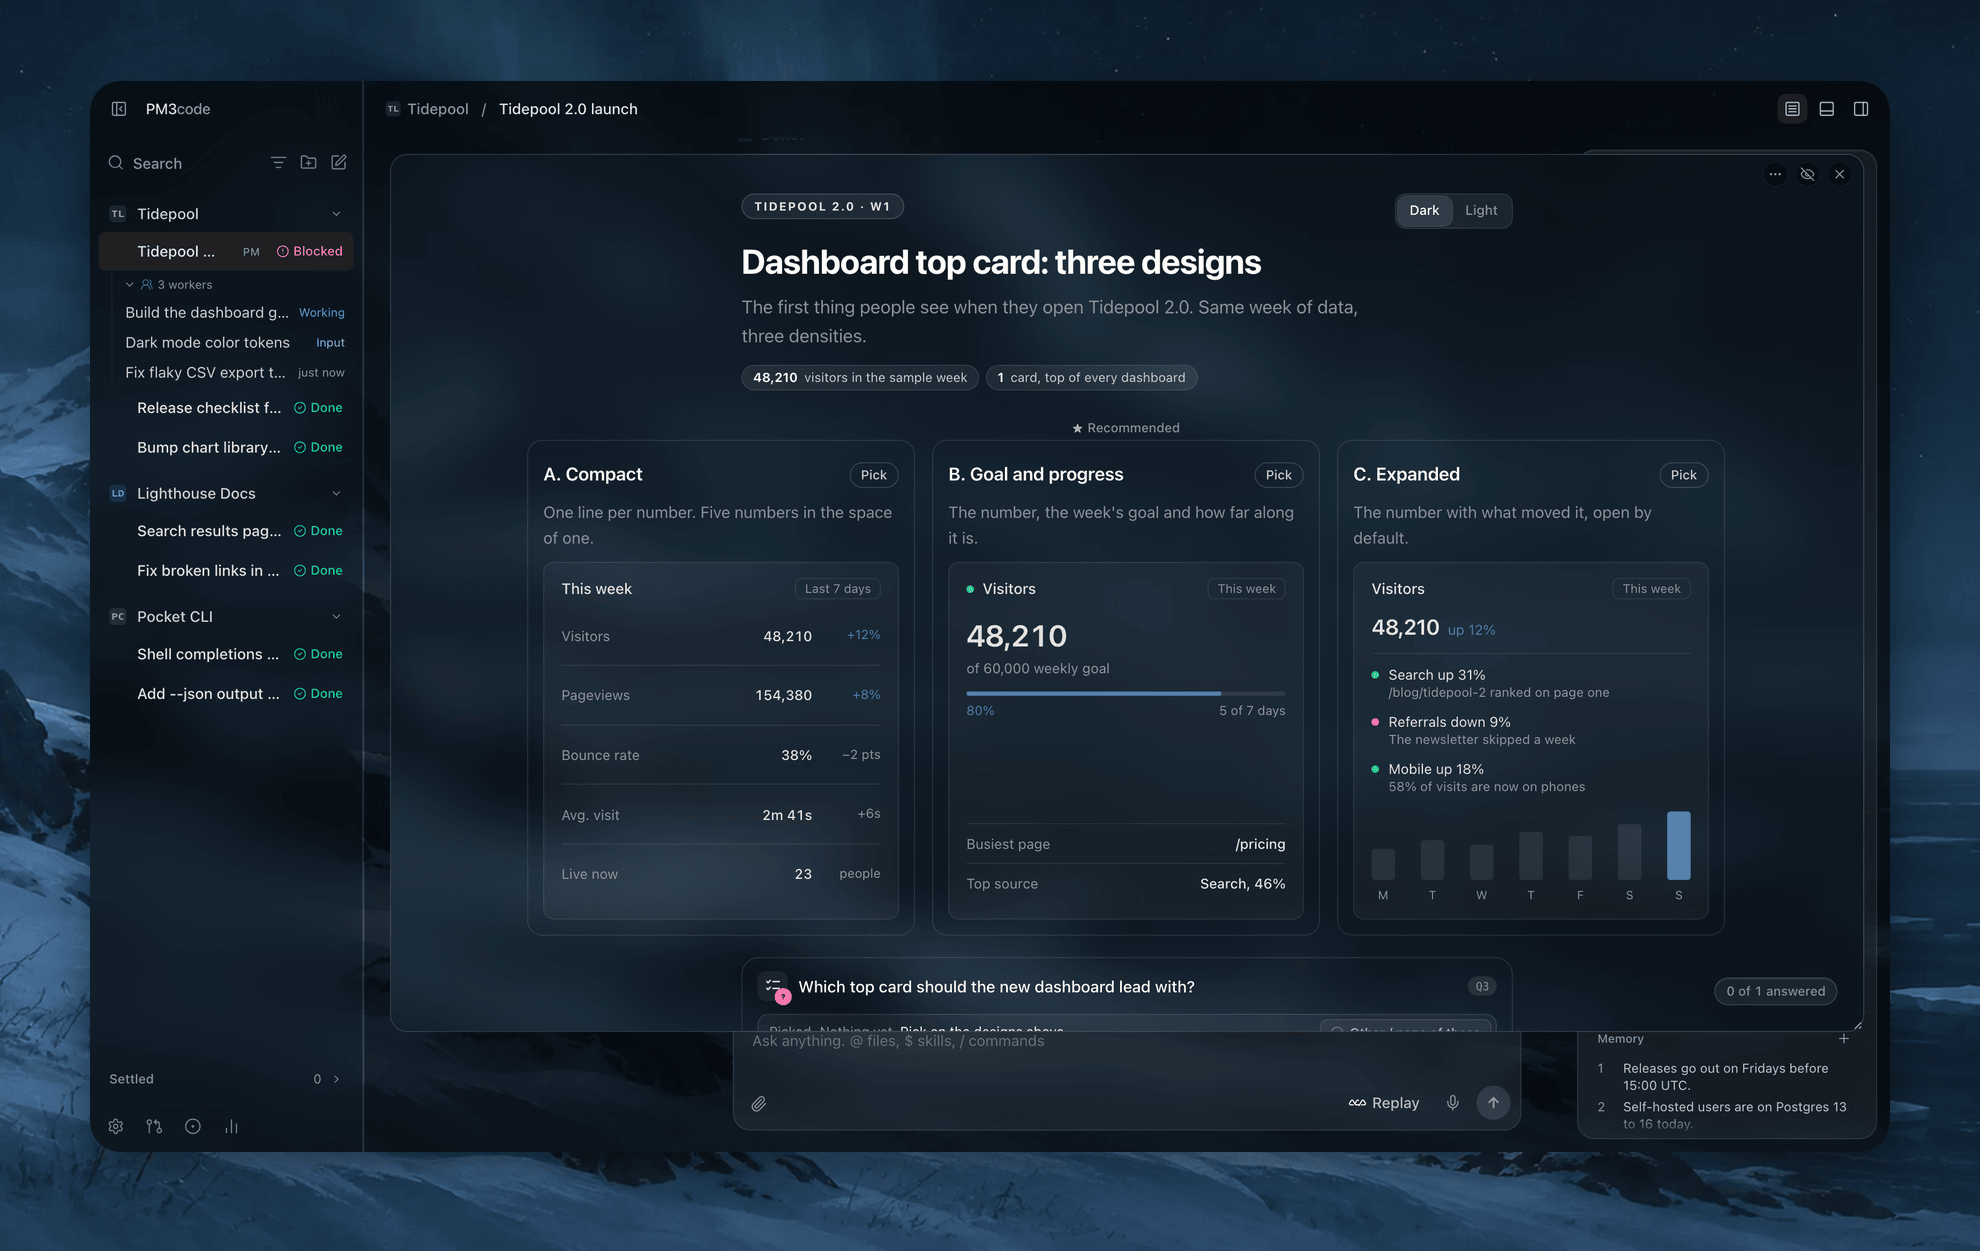 PM3code
Search
TL Tidepool
Tidepool ... PM Blocked
3 workers
Build the dashboard g... Working
Dark mode color tokens Input
Fix flaky CSV export t... just now
Release checklist f... Done
Bump chart library... Done
LD Lighthouse Docs
Search results pag... Done
Fix broken links in ... Done
PC Pocket CLI
Shell completions ... Done
Add --json output ... Done
Settled 0
TL Tidepool / Tidepool 2.0 launch
TIDEPOOL 2.0 · W1
Dark Light
Dashboard top card: three designs
The first thing people see when they open Tidepool 2.0. Same week of data,
three densities.
48,210 visitors in the sample week
1 card, top of every dashboard
★ Recommended
A. Compact Pick
One line per number. Five numbers in the space
of one.
This week Last 7 days
Visitors 48,210 +12%
Pageviews 154,380 +8%
Bounce rate 38% −2 pts
Avg. visit 2m 41s +6s
Live now 23 people
B. Goal and progress Pick
The number, the week's goal and how far along
it is.
Visitors This week
48,210
of 60,000 weekly goal
80% 5 of 7 days
Busiest page /pricing
Top source Search, 46%
C. Expanded Pick
The number with what moved it, open by
default.
Visitors This week
48,210 up 12%
Search up 31%
/blog/tidepool-2 ranked on page one
Referrals down 9%
The newsletter skipped a week
Mobile up 18%
58% of visits are now on phones
M T W T F S S
Which top card should the new dashboard lead with? Q3
Picked Nothing yet. Pick on the designs above. Other / none of these
0 of 1 answered
Ask anything. @ files, $ skills, / commands
Replay
Memory
1 Releases go out on Fridays before
15:00 UTC.
2 Self-hosted users are on Postgres 13
to 16 today.